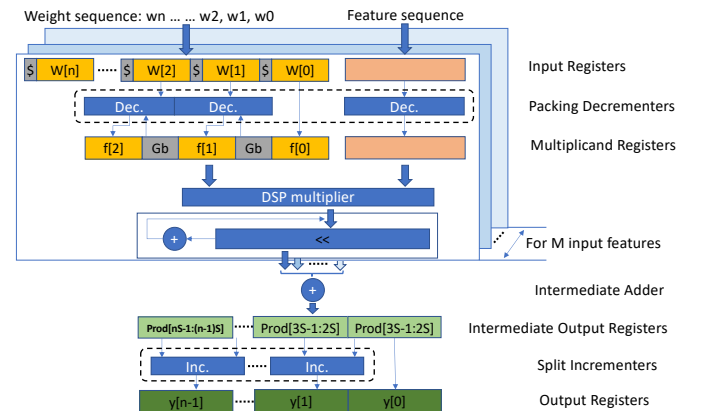 Weight sequence: wn ... ... w2, w1, w0
Feature sequence
$ W[n] $ W[2] $ W[1] $ W[0]
Input Registers
Dec. Dec. Dec.
Packing Decrementers
f[2] Gb f[1] Gb f[0]
Multiplicand Registers
DSP multiplier
+ <<
For M input features
+
Intermediate Adder
Prod[nS-1:(n-1)S] Prod[3S-1:2S] Prod[3S-1:2S]
Intermediate Output Registers
Inc. Inc.
Split Incrementers
y[n-1] y[1] y[0]
Output Registers